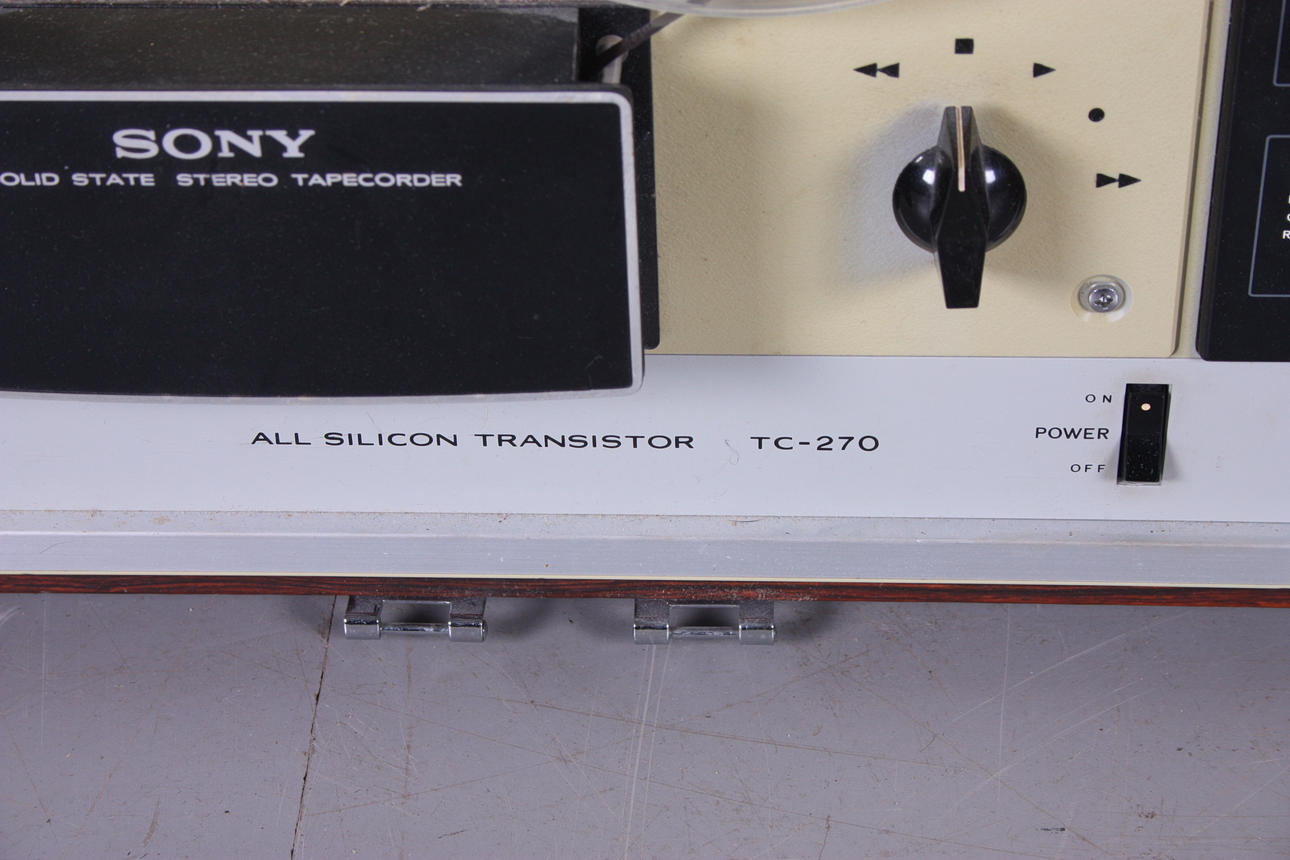 SONY
OLID STATE STEREO TAPECORDER
ALL SILICON TRANSISTOR TC-270
ON
POWER
OFF